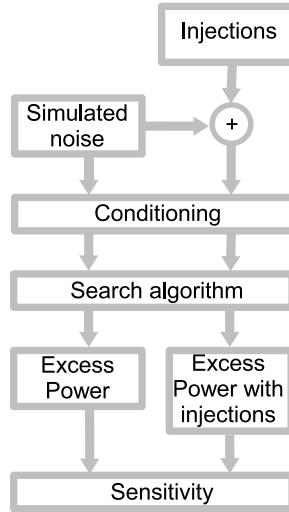 Injections
Simulated
noise
+
Conditioning
Search algorithm
Excess
Power
Excess
Power with
injections
Sensitivity